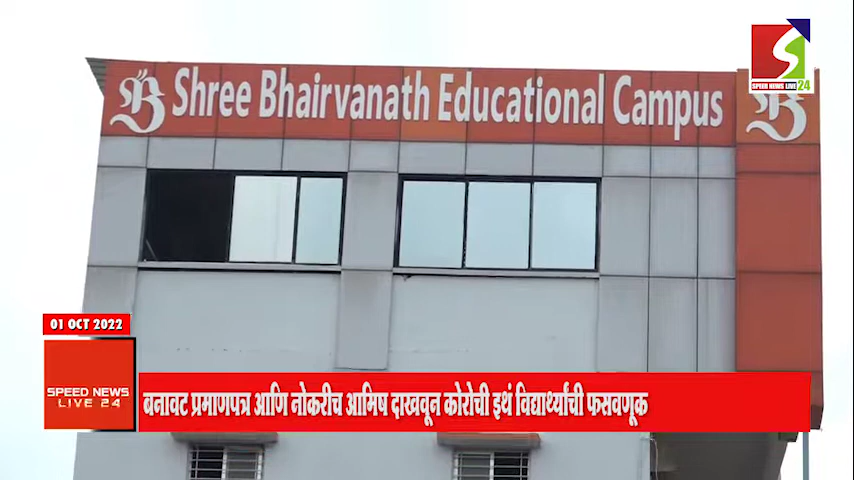 S
SPEED NEWS LIVE 24
B Shree Bhairvanath Educational Campus B
01 OCT 2022
SPEED NEWS
LIVE 24
बनावट प्रमाणपत्र आणि नोकरीच आमिष दाखवून कोरोची इथं विद्यार्थ्यांची फसवणूक